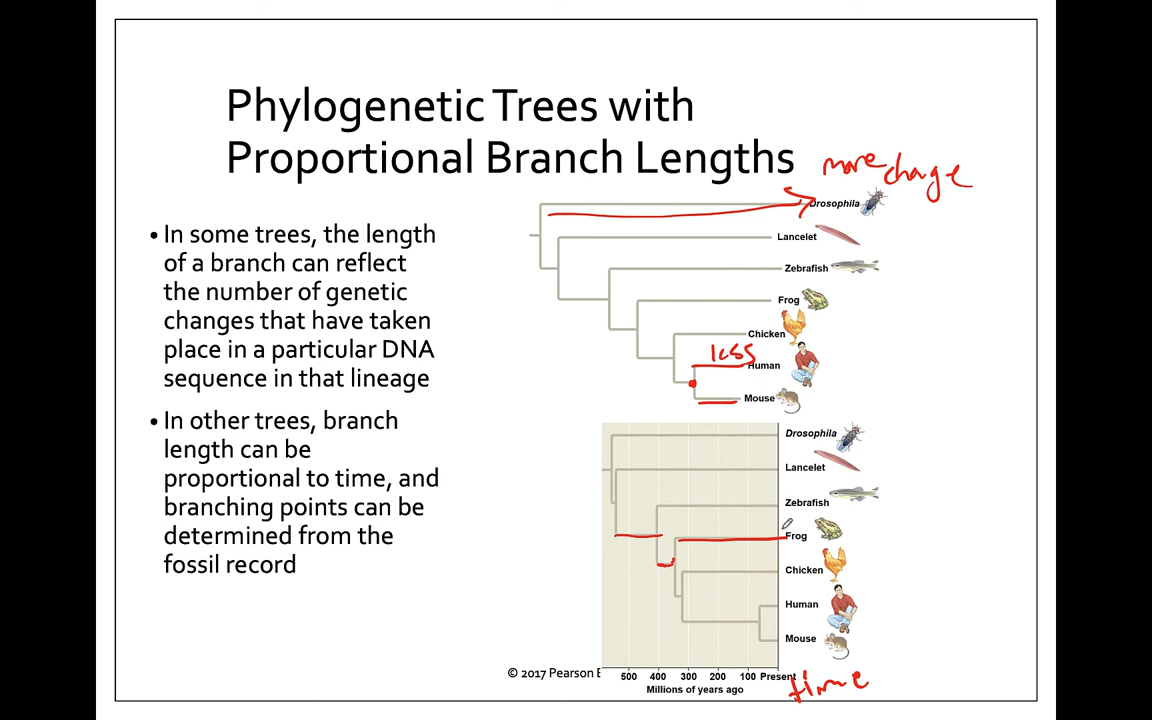 Phylogenetic Trees with
Proportional Branch Lengths
more change
• In some trees, the length
of a branch can reflect
the number of genetic
changes that have taken
place in a particular DNA
sequence in that lineage
• In other trees, branch
length can be
proportional to time, and
branching points can be
determined from the
fossil record
Drosophila
Lancelet
Zebrafish
Frog
Chicken
less
Human
Mouse
Drosophila
Lancelet
Zebrafish
Frog
Chicken
Human
Mouse
© 2017 Pearson E
500 400 300 200 100 Present
Millions of years ago
time